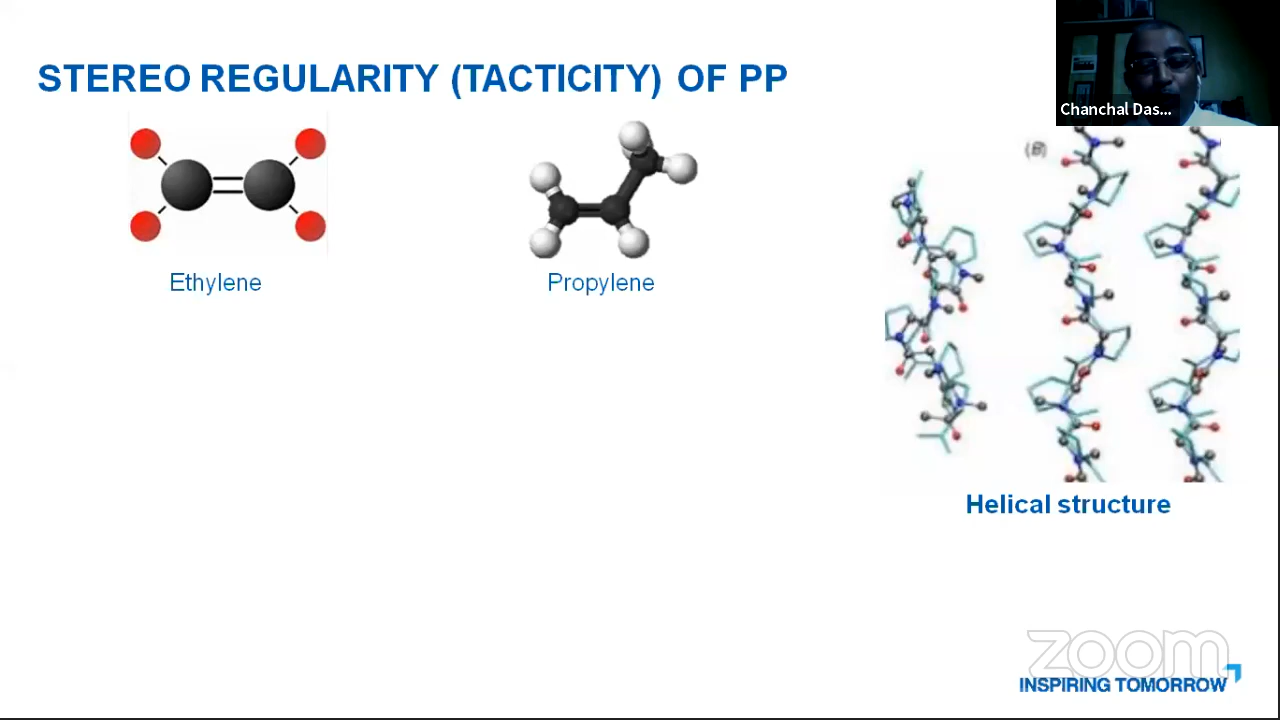 STEREO REGULARITY (TACTICITY) OF PP
Chanchal Das...
Ethylene
Propylene
Helical structure
zoom
INSPIRING TOMORROW